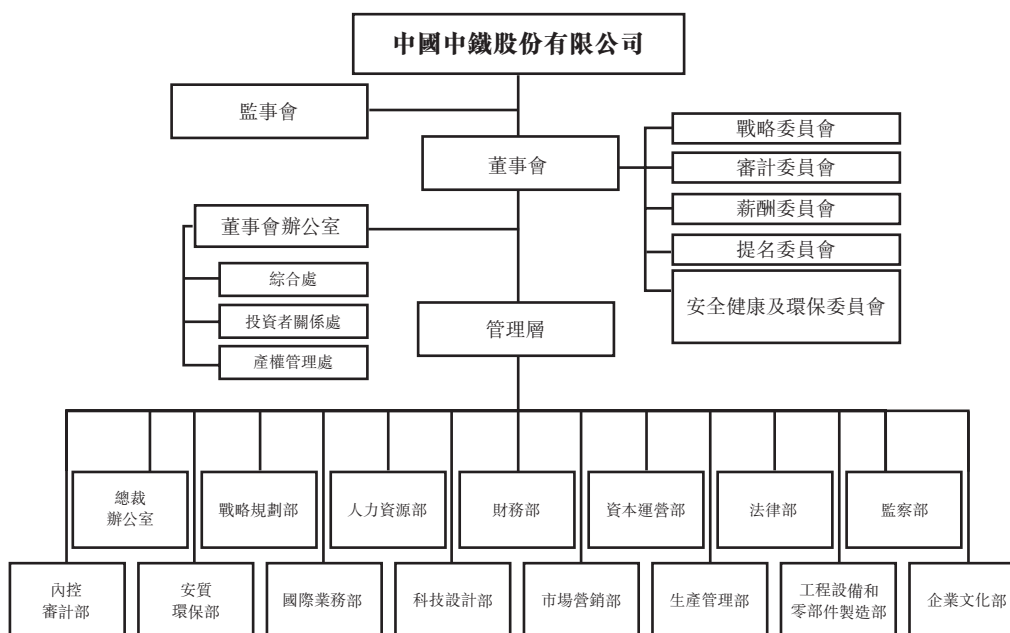 中國中鐵股份有限公司
監事會
董事會
戰略委員會
審計委員會
薪酬委員會
提名委員會
安全健康及環保委員會
董事會辦公室
綜合處
投資者關係處
產權管理處
管理層
總裁
辦公室
戰略規劃部
人力資源部
財務部
資本運營部
法律部
監察部
內控
審計部
安質
環保部
國際業務部
科技設計部
市場營銷部
生產管理部
工程設備和
零部件製造部
企業文化部